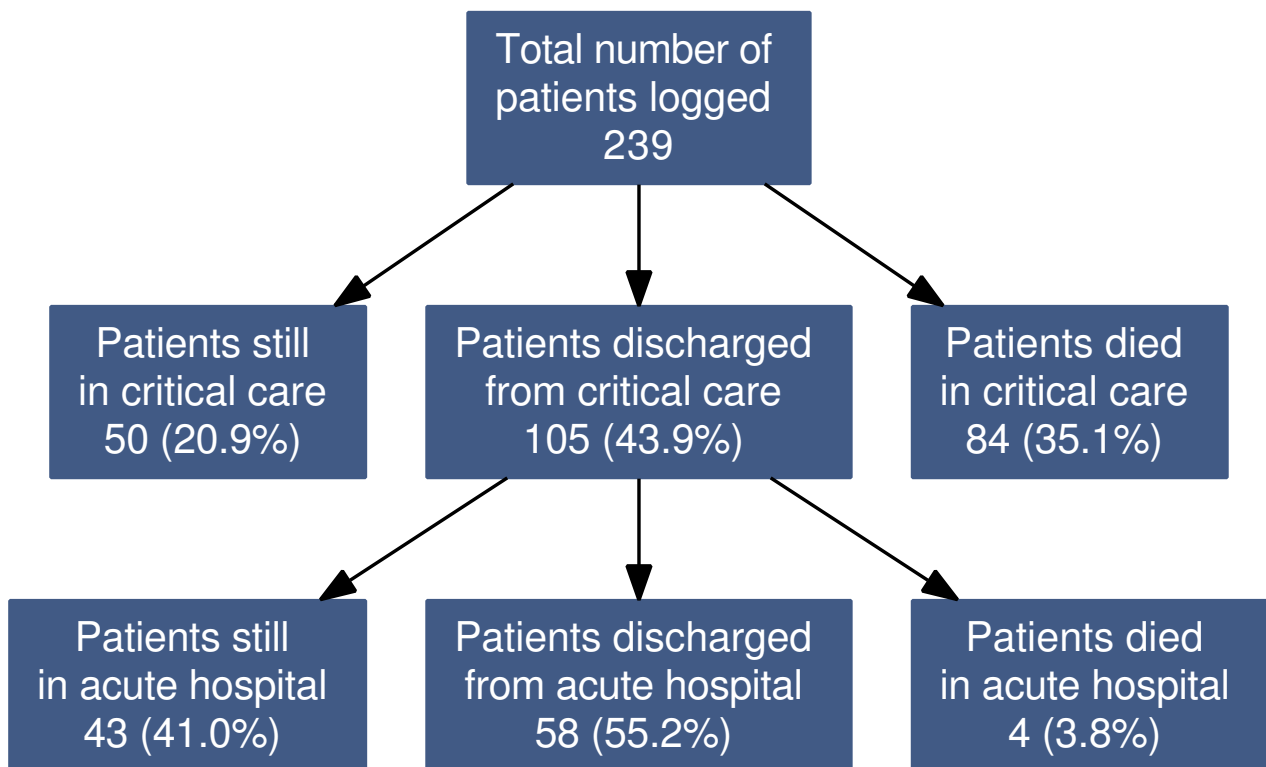 Total number of
patients logged
239
Patients still
in critical care
50 (20.9%)
Patients discharged
from critical care
105 (43.9%)
Patients died
in critical care
84 (35.1%)
Patients still
in acute hospital
43 (41.0%)
Patients discharged
from acute hospital
58 (55.2%)
Patients died
in acute hospital
4 (3.8%)